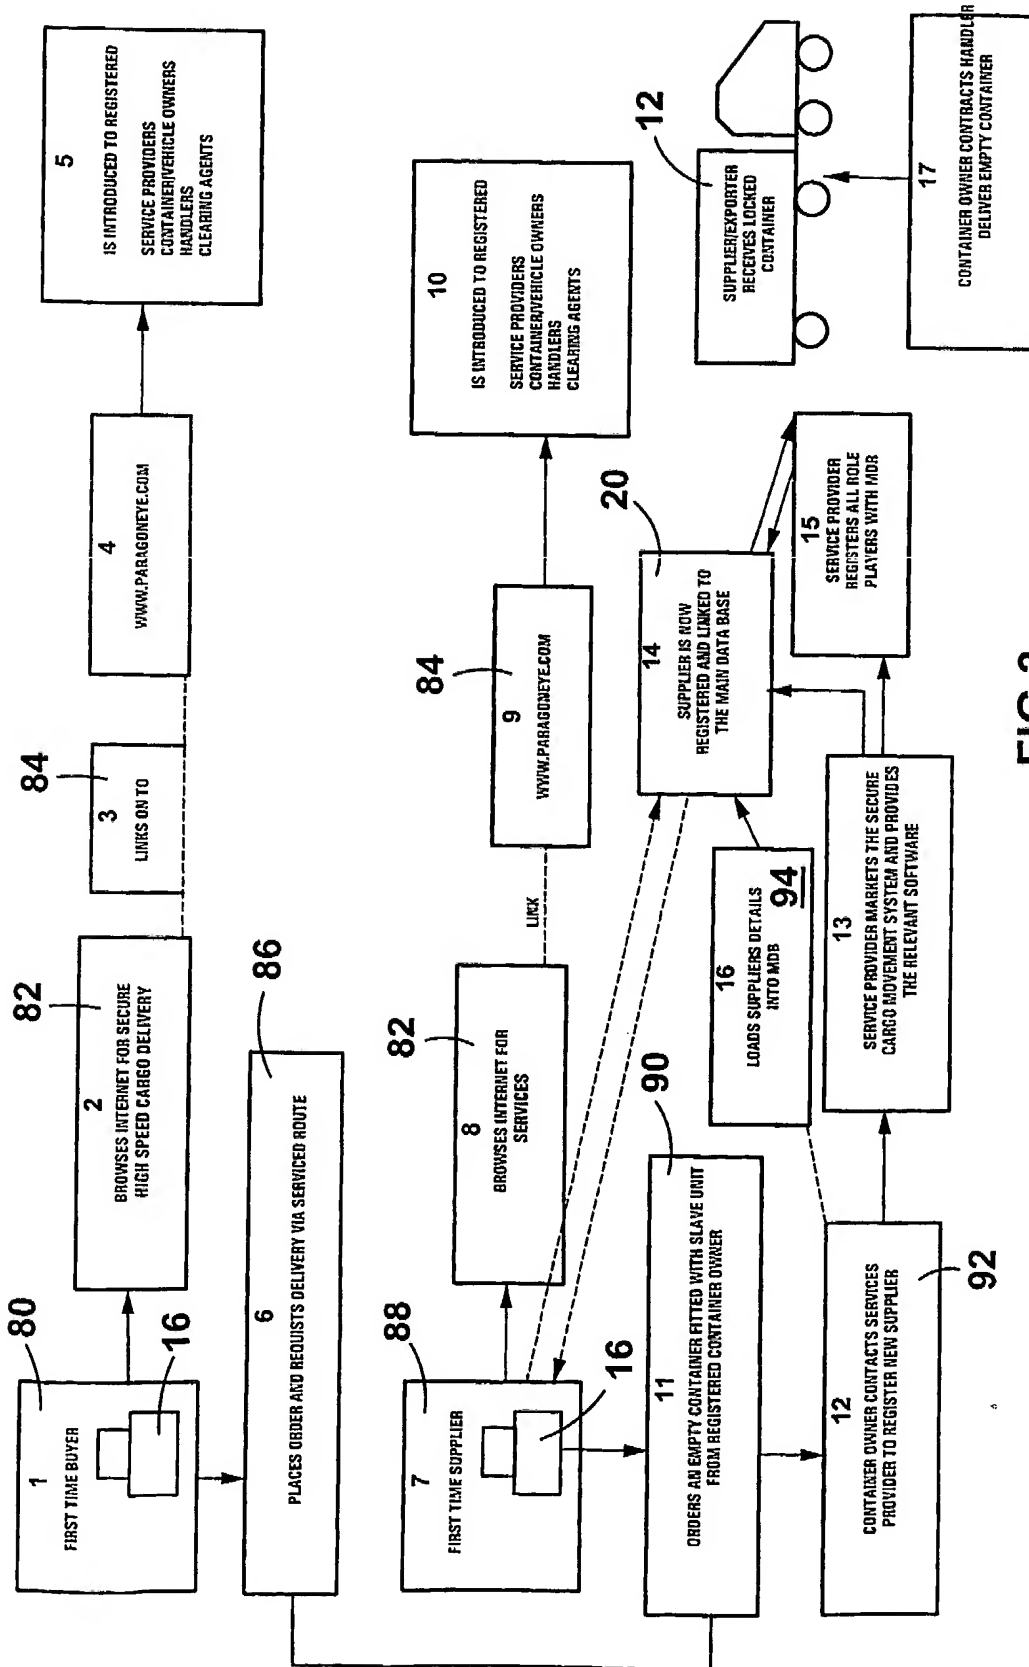 80
1
FIRST TIME BUYER
16
82
2
BROWSES INTERNET FOR SECURE
HIGH SPEED CARGO DELIVERY
84
3
LINKS ON TO
4
WWW.PARAGONEYE.COM
5
IS INTRODUCED TO REGISTERED
SERVICE PROVIDERS
CONTAINER/VEHICLE OWNERS
HANDLERS
CLEARING AGENTS
86
6
PLACES ORDER AND REQUISTS DELIVERY VIA SERVICED ROUTE
88
7
FIRST TIME SUPPLIER
16
82
8
BROWSES INTERNET FOR
SERVICES
LINK
84
9
WWW.PARAGONEYE.COM
10
IS INTRODUCED TO REGISTERED
SERVICE PROVIDERS
CONTAINER/VEHICLE OWNERS
HANDLERS
CLEARING AGENTS
90
11
ORDERS AN EMPTY CONTAINER FITTED WITH SLAVE UNIT
FROM REGISTERED CONTAINER OWNER
16
LOADS SUPPLIERS DETAILS
INTO MDB
94
20
14
SUPPLIER IS NOW
REGISTERED AND LINKED TO
THE MAIN DATA BASE
12
SUPPLIER/EXPORTER
RECEIVES LOCKED
CONTAINER
12
CONTAINER OWNER CONTACTS SERVICES
PROVIDER TO REGISTER NEW SUPPLIER
92
13
SERVICE PROVIDER MARKETS THE SECURE
CARGO MOVEMENT SYSTEM AND PROVIDES
THE RELEVANT SOFTWARE
15
SERVICE PROVIDER
REGISTERS ALL ROLE
PLAYERS WITH MDR
17
CONTAINER OWNER CONTRACTS HANDLER
DELIVER EMPTY CONTAINER